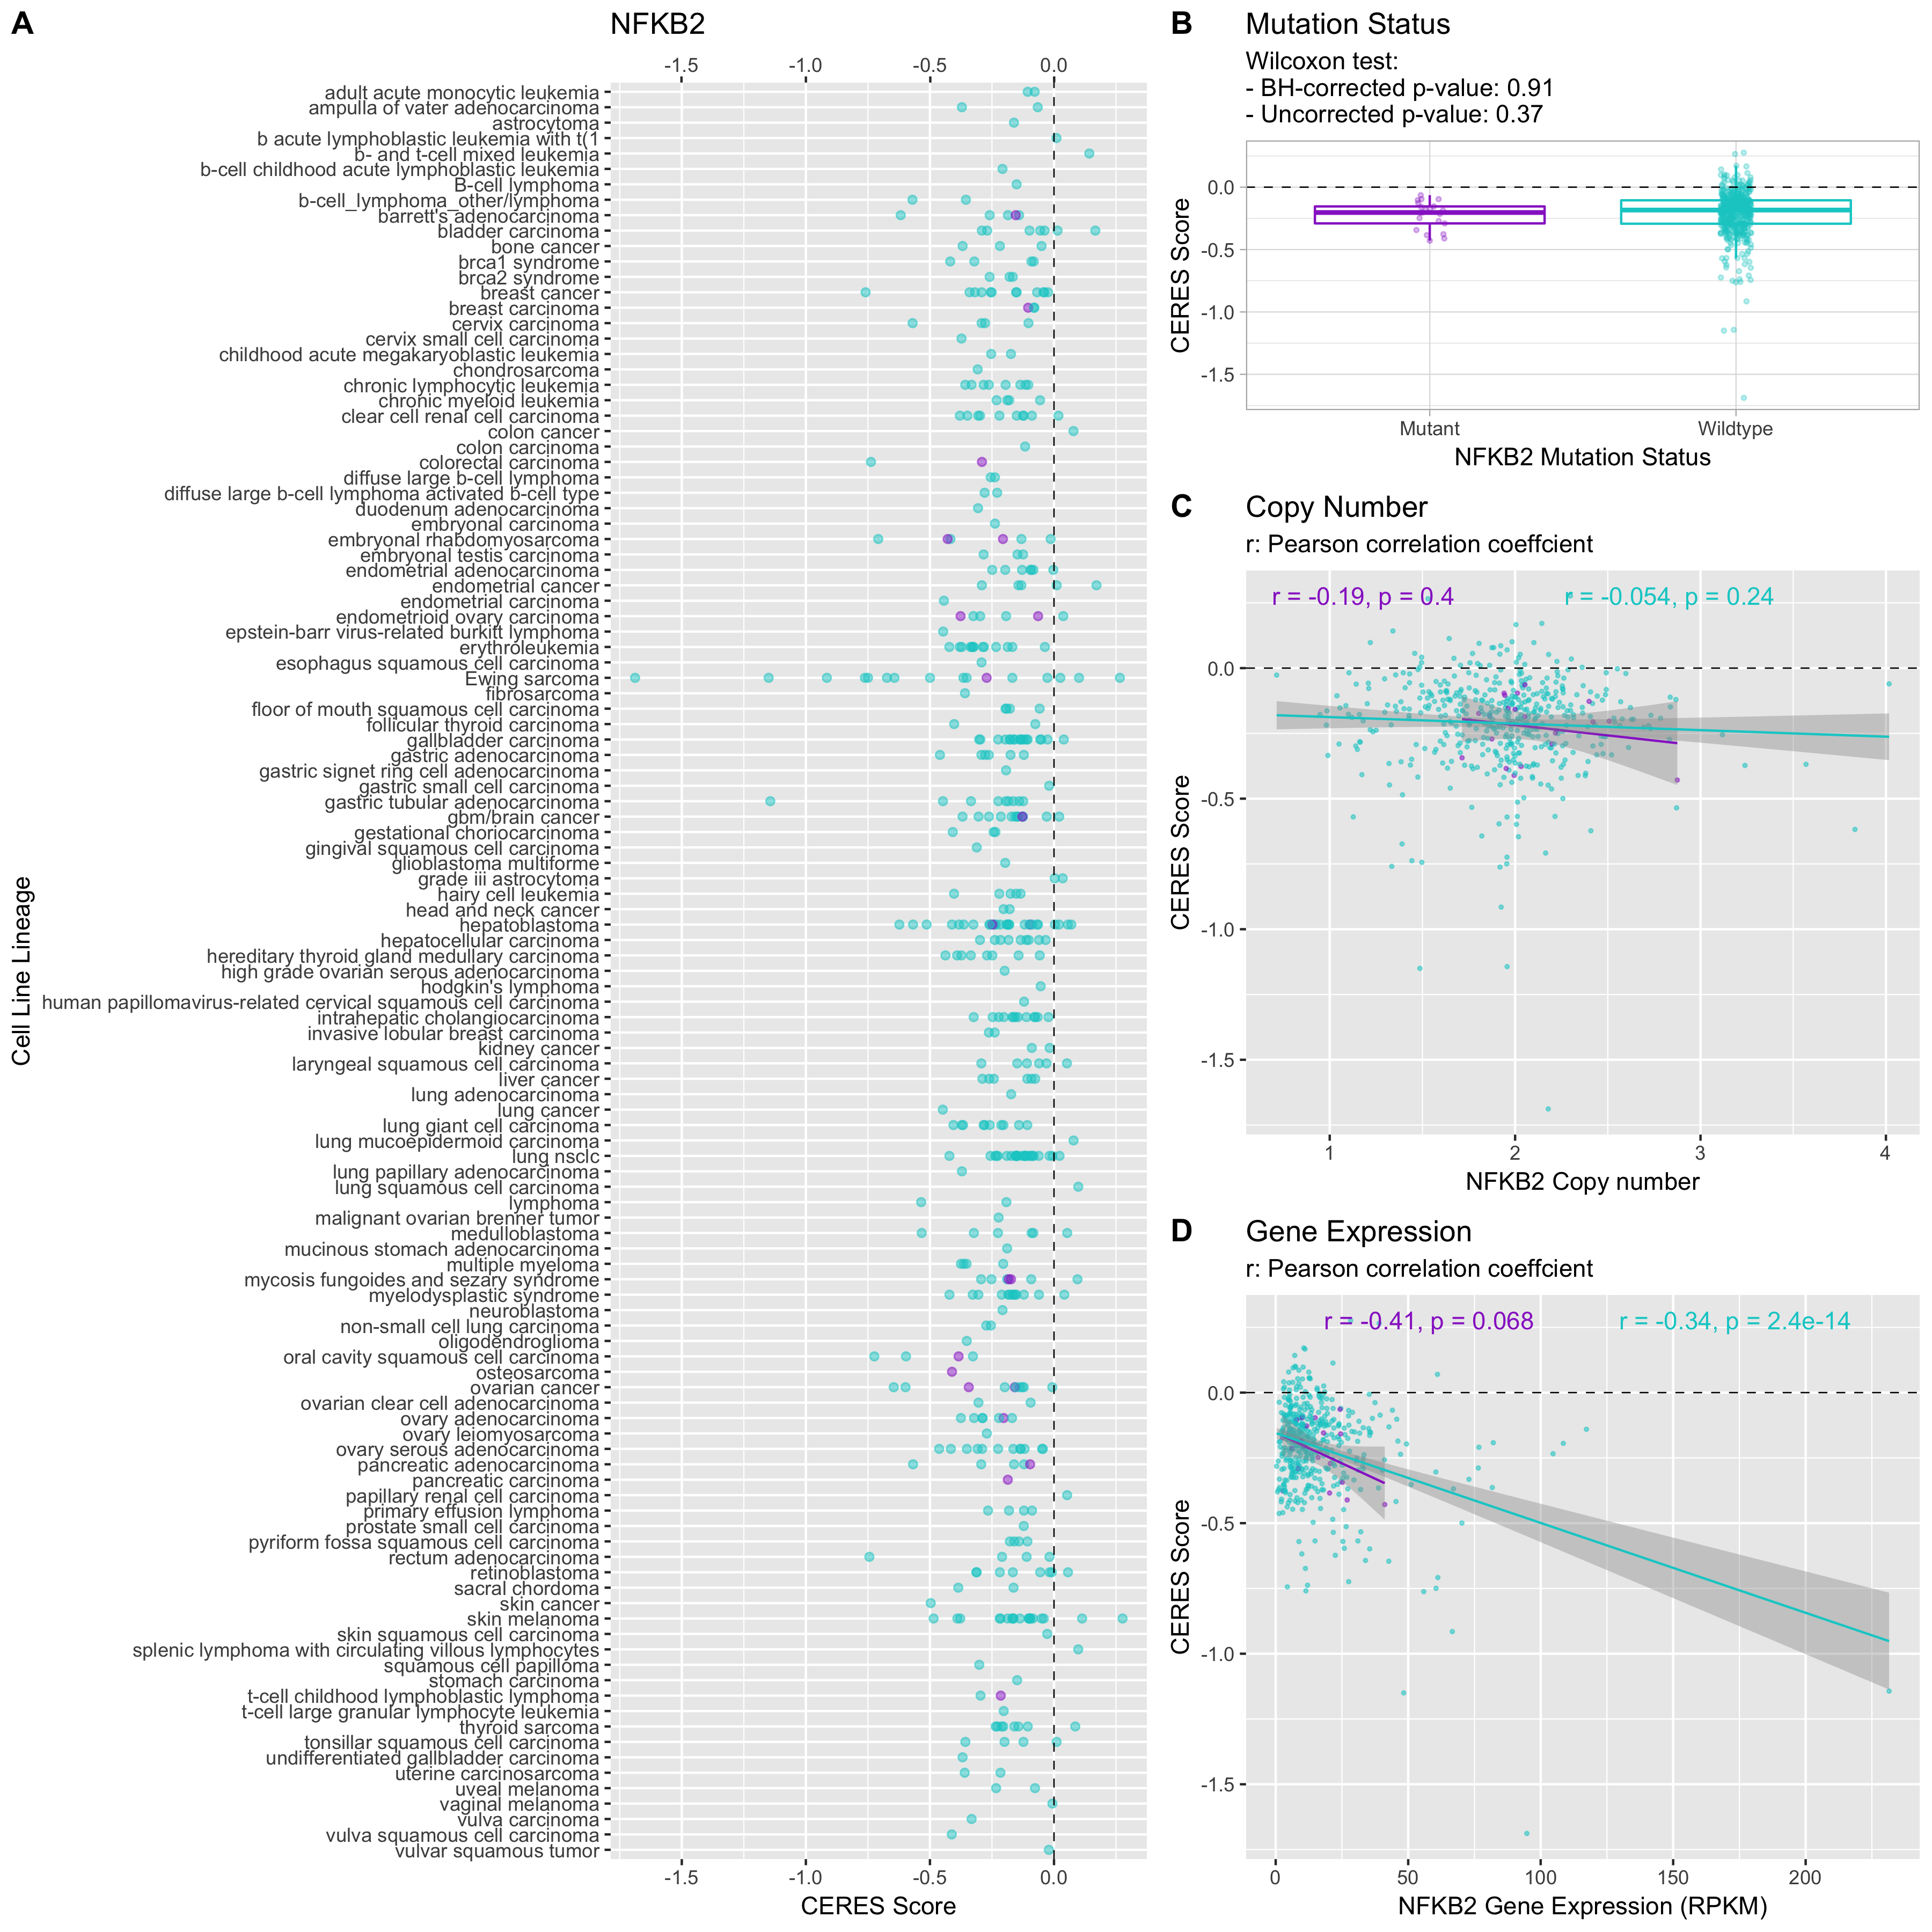 A
NFKB2
-1.5 -1.0 -0.5 0.0
adult acute monocytic leukemia
ampulla of vater adenocarcinoma
astrocytoma
b acute lymphoblastic leukemia with t(1
b- and t-cell mixed leukemia
b-cell childhood acute lymphoblastic leukemia
B-cell lymphoma
b-cell_lymphoma_other/lymphoma
barrett's adenocarcinoma
bladder carcinoma
bone cancer
brca1 syndrome
brca2 syndrome
breast cancer
breast carcinoma
cervix carcinoma
cervix small cell carcinoma
childhood acute megakaryoblastic leukemia
chondrosarcoma
chronic lymphocytic leukemia
chronic myeloid leukemia
clear cell renal cell carcinoma
colon cancer
colon carcinoma
colorectal carcinoma
diffuse large b-cell lymphoma
diffuse large b-cell lymphoma activated b-cell type
duodenum adenocarcinoma
embryonal carcinoma
embryonal rhabdomyosarcoma
embryonal testis carcinoma
endometrial adenocarcinoma
endometrial cancer
endometrial carcinoma
endometrioid ovary carcinoma
epstein-barr virus-related burkitt lymphoma
erythroleukemia
esophagus squamous cell carcinoma
Ewing sarcoma
fibrosarcoma
floor of mouth squamous cell carcinoma
follicular thyroid carcinoma
gallbladder carcinoma
gastric adenocarcinoma
gastric signet ring cell adenocarcinoma
gastric small cell carcinoma
gastric tubular adenocarcinoma
gbm/brain cancer
gestational choriocarcinoma
gingival squamous cell carcinoma
glioblastoma multiforme
grade iii astrocytoma
hairy cell leukemia
head and neck cancer
hepatoblastoma
hepatocellular carcinoma
hereditary thyroid gland medullary carcinoma
high grade ovarian serous adenocarcinoma
hodgkin's lymphoma
human papillomavirus-related cervical squamous cell carcinoma
intrahepatic cholangiocarcinoma
invasive lobular breast carcinoma
kidney cancer
laryngeal squamous cell carcinoma
liver cancer
lung adenocarcinoma
lung cancer
lung giant cell carcinoma
lung mucoepidermoid carcinoma
lung nsclc
lung papillary adenocarcinoma
lung squamous cell carcinoma
lymphoma
malignant ovarian brenner tumor
medulloblastoma
mucinous stomach adenocarcinoma
multiple myeloma
mycosis fungoides and sezary syndrome
myelodysplastic syndrome
neuroblastoma
non-small cell lung carcinoma
oligodendroglioma
oral cavity squamous cell carcinoma
osteosarcoma
ovarian cancer
ovarian clear cell adenocarcinoma
ovary adenocarcinoma
ovary leiomyosarcoma
ovary serous adenocarcinoma
pancreatic adenocarcinoma
pancreatic carcinoma
papillary renal cell carcinoma
primary effusion lymphoma
prostate small cell carcinoma
pyriform fossa squamous cell carcinoma
rectum adenocarcinoma
retinoblastoma
sacral chordoma
skin cancer
skin melanoma
skin squamous cell carcinoma
splenic lymphoma with circulating villous lymphocytes
squamous cell papilloma
stomach carcinoma
t-cell childhood lymphoblastic lymphoma
t-cell large granular lymphocyte leukemia
thyroid sarcoma
tonsillar squamous cell carcinoma
undifferentiated gallbladder carcinoma
uterine carcinosarcoma
uveal melanoma
vaginal melanoma
vulva carcinoma
vulva squamous cell carcinoma
vulvar squamous tumor
-1.5 -1.0 -0.5 0.0
CERES Score
Cell Line Lineage
B
Mutation Status
Wilcoxon test:
- BH-corrected p-value: 0.91
- Uncorrected p-value: 0.37
0.0
-0.5
-1.0
-1.5
CERES Score
Mutant Wildtype
NFKB2 Mutation Status
C
Copy Number
r: Pearson correlation coeffcient
r = -0.19, p = 0.4 r = -0.054, p = 0.24
0.0
-0.5
-1.0
-1.5
CERES Score
1 2 3 4
NFKB2 Copy number
D
Gene Expression
r: Pearson correlation coeffcient
r = -0.41, p = 0.068 r = -0.34, p = 2.4e-14
0.0
-0.5
-1.0
-1.5
CERES Score
0 50 100 150 200
NFKB2 Gene Expression (RPKM)